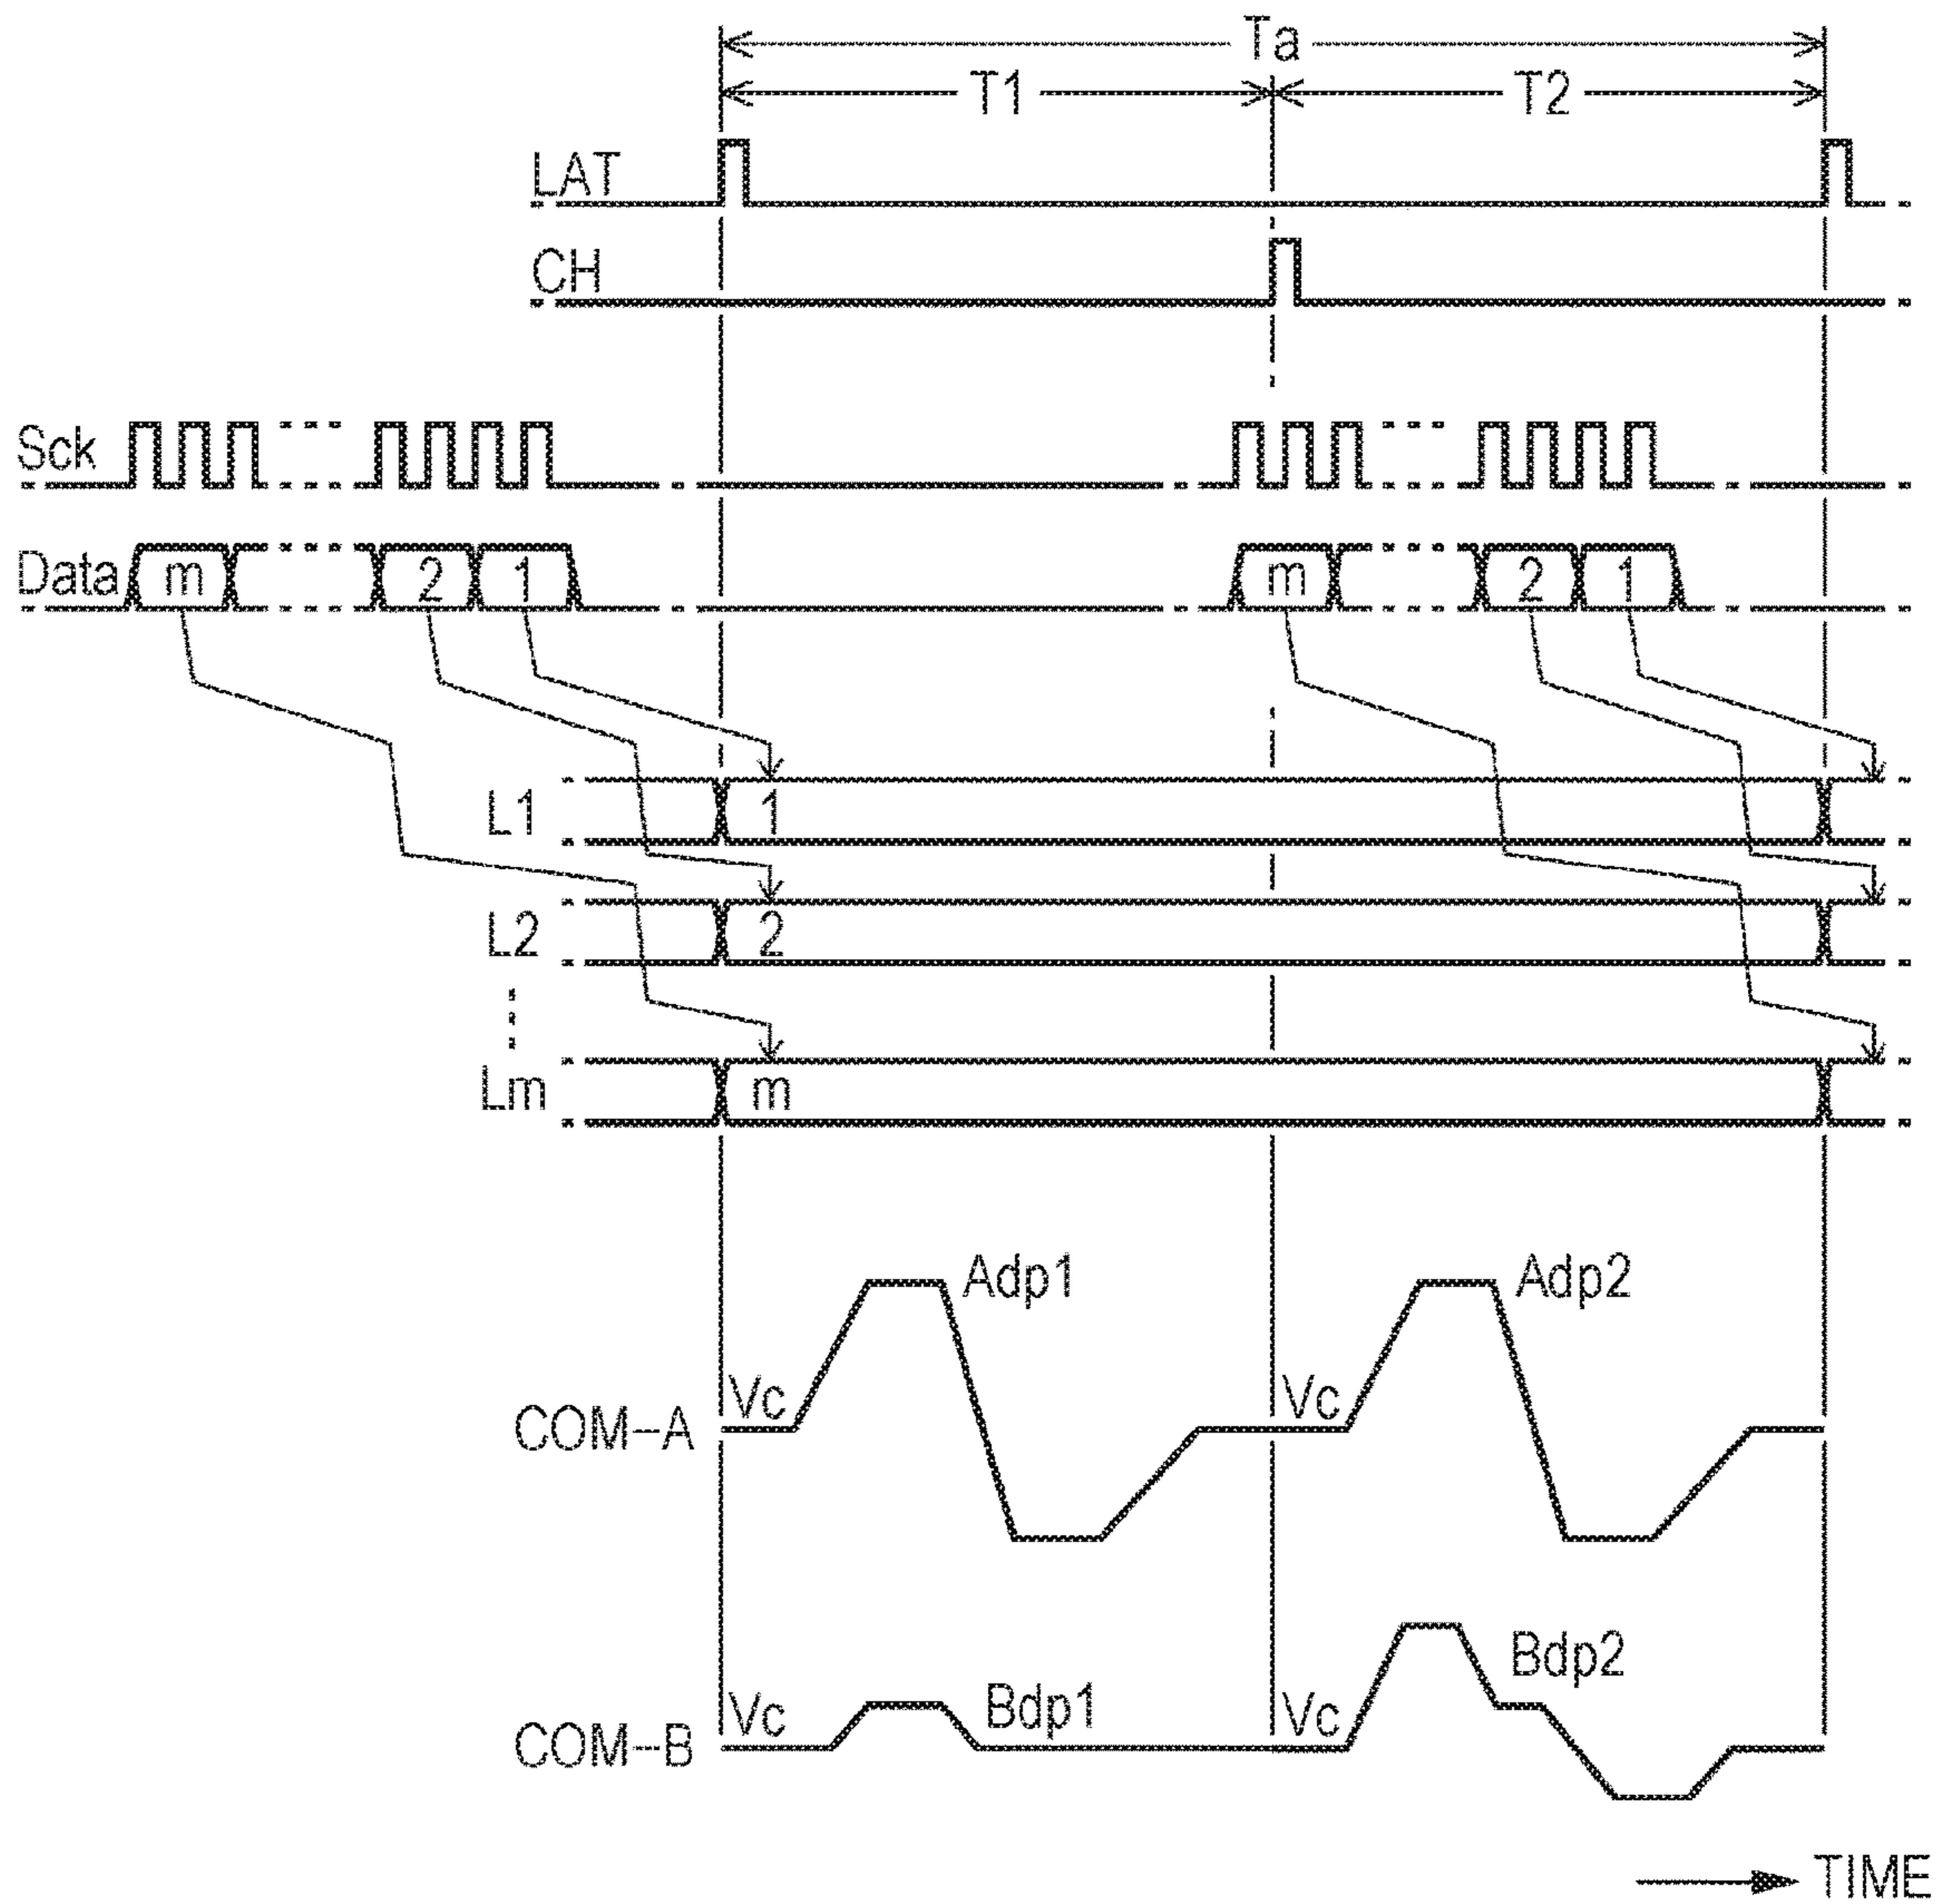 Ta
T1 T2
LAT
CH
Sck
Data m 2 1 m 2 1
L1 1
L2 2
Lm m
Adp1 Adp2
Vc Vc
COM-A
Bdp2
Vc Bdp1 Vc
COM-B
TIME